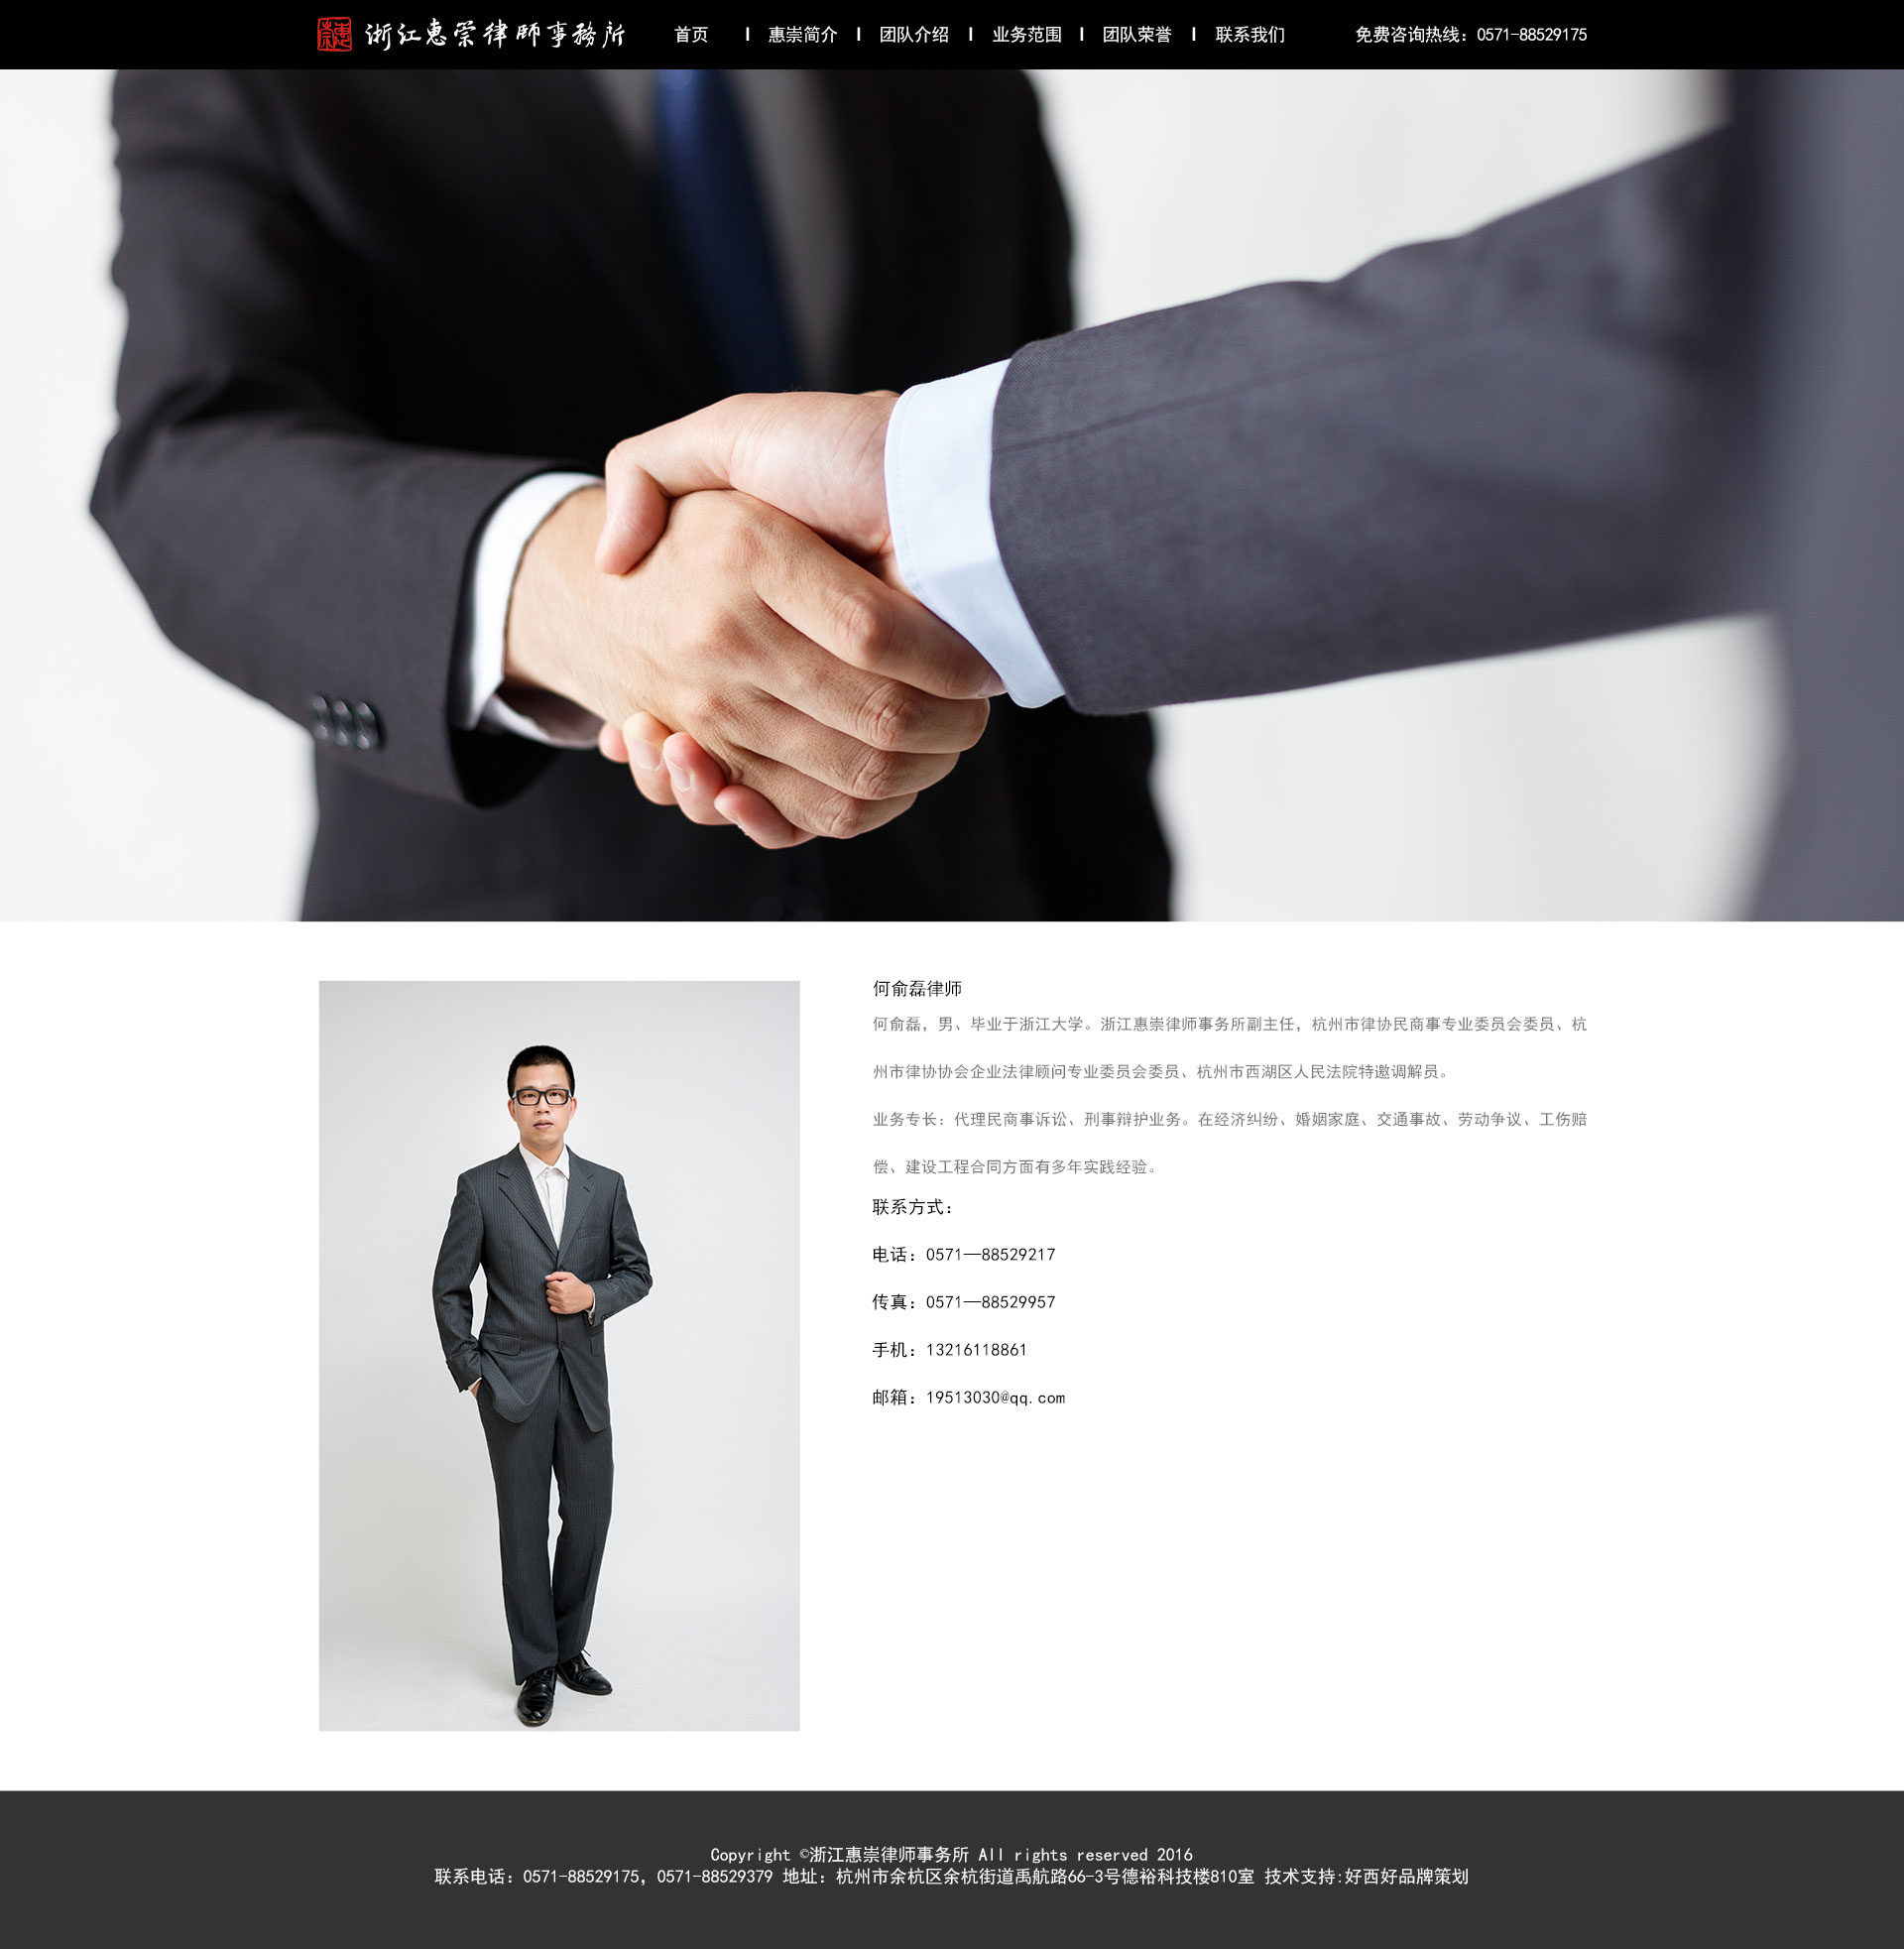 浙江惠崇律師事務所
首页 惠崇简介 团队介绍 业务范围 团队荣誉 联系我们 免费咨询热线：0571-88529175
何俞磊律师
何俞磊，男、毕业于浙江大学。浙江惠崇律师事务所副主任，杭州市律协民商事专业委员会委员、杭
州市律协协会企业法律顾问专业委员会委员、杭州市西湖区人民法院特邀调解员。
业务专长：代理民商事诉讼、刑事辩护业务。在经济纠纷、婚姻家庭、交通事故、劳动争议、工伤赔
偿、建设工程合同方面有多年实践经验。
联系方式：
电话：0571—88529217
传真：0571—88529957
手机：13216118861
邮箱：19513030@qq.com
Copyright ©浙江惠崇律师事务所 All rights reserved 2016
联系电话：0571-88529175，0571-88529379 地址：杭州市余杭区余杭街道禹航路66-3号德裕科技楼810室 技术支持:好西好品牌策划